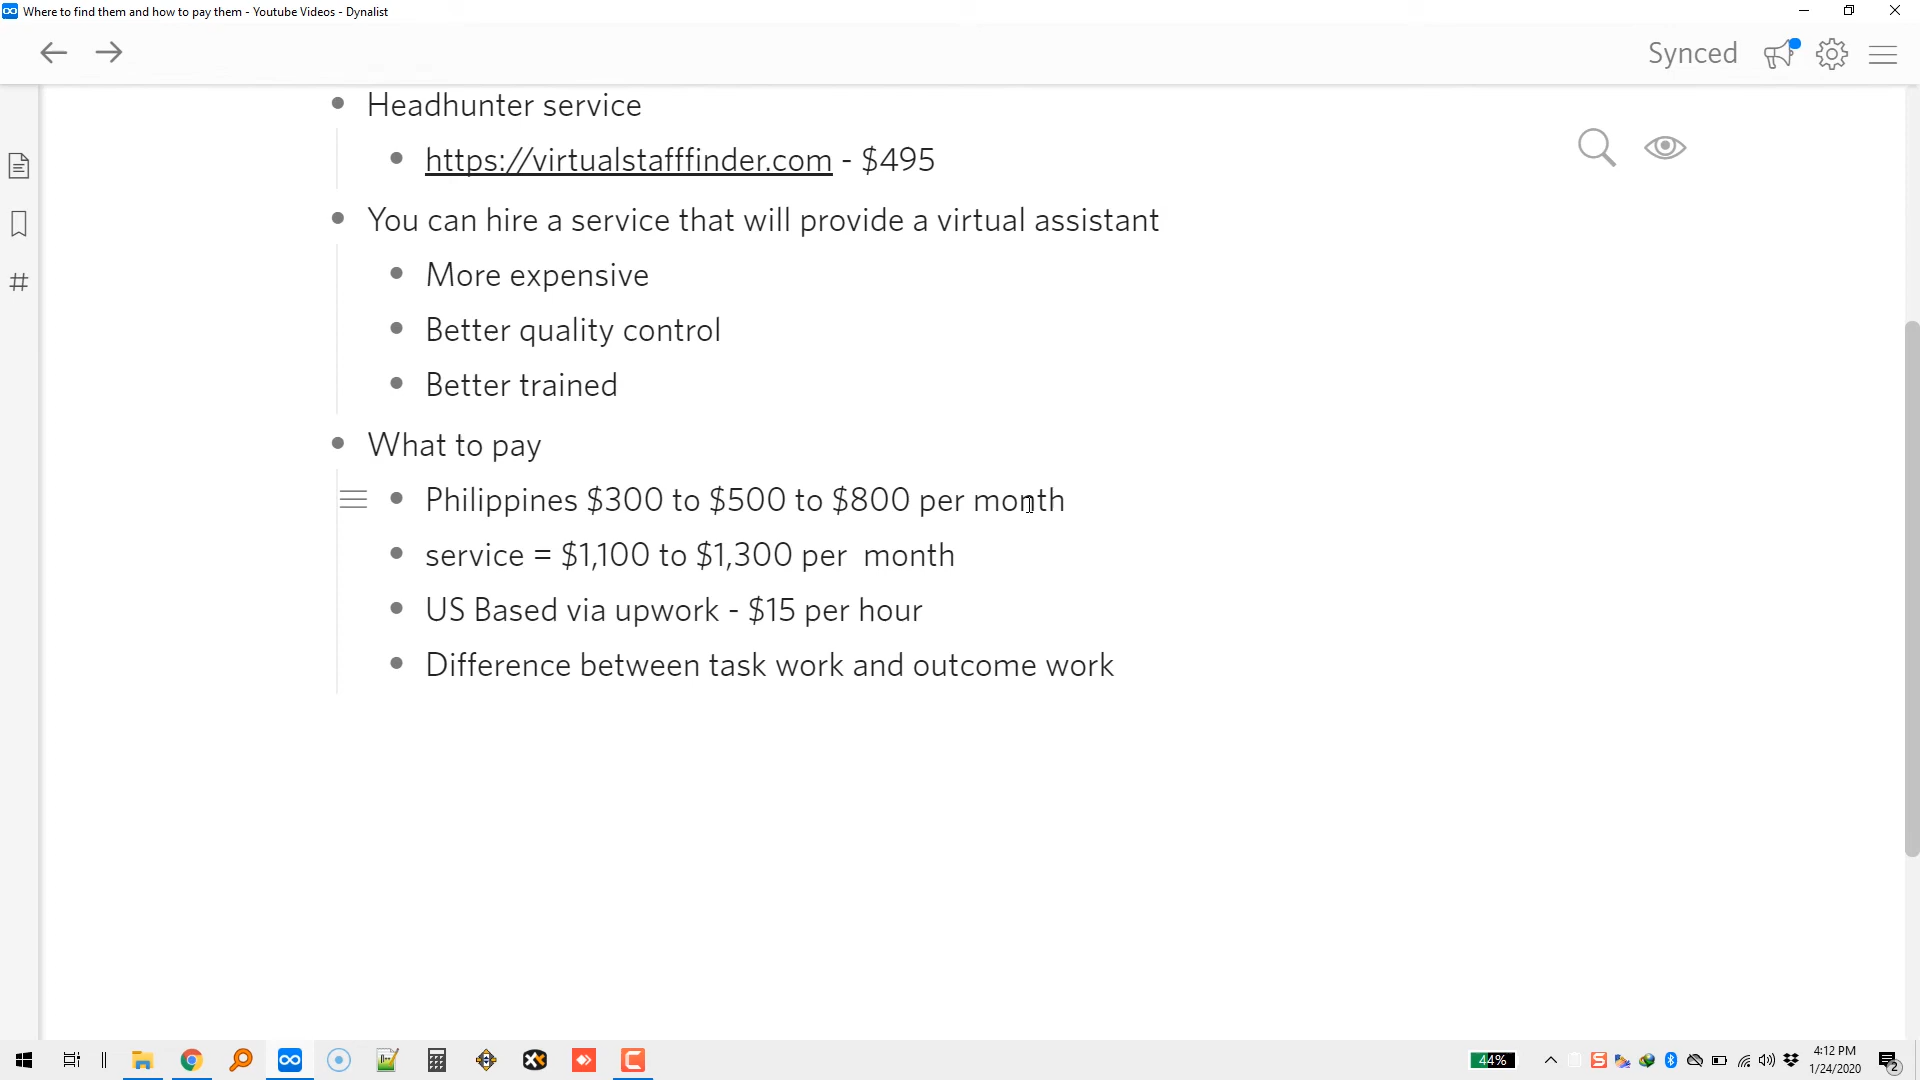 Where to find them and how to pay them - Youtube Videos - Dynalist
Synced
Headhunter service
https://virtualstafffinder.com - $495
You can hire a service that will provide a virtual assistant
More expensive
Better quality control
Better trained
What to pay
Philippines $300 to $500 to $800 per month
service = $1,100 to $1,300 per  month
US Based via upwork - $15 per hour
Difference between task work and outcome work
44%
4:12 PM
1/24/2020
2